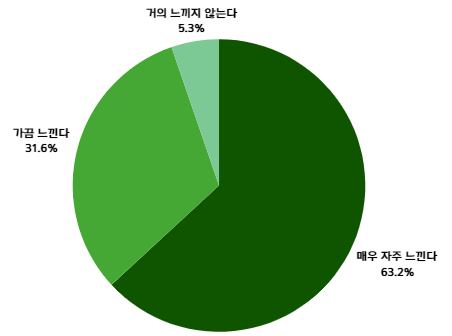 거의 느끼지 않는다
5.3%
가끔 느낀다
31.6%
매우 자주 느낀다
63.2%